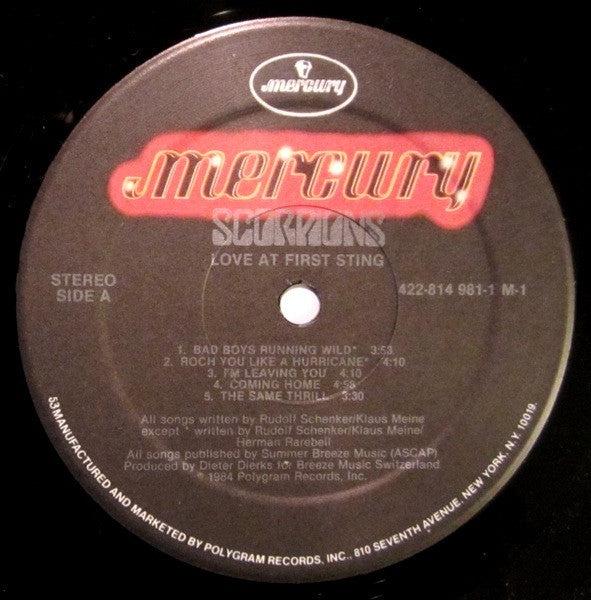 mercury
mercury
SCORPIONS
LOVE AT FIRST STING
STEREO
SIDE A
422-814 981-1 M-1
1. BAD BOYS RUNNING WILD* 3:53
2. ROCH YOU LIKE A HURRICANE* 4:10
3. I'M LEAVING YOU 4:10
4. COMING HOME 4:58
5. THE SAME THRILL 3:30
All songs written by Rudolf Schenker/Klaus Meine
except * written by Rudolf Schenker/Klaus Meine/
Herman Rarebell
All songs published by Summer Breeze Music (ASCAP)
Produced by Dieter Dierks for Breeze Music Switzerland
©1984 Polygram Records, Inc.
53 MANUFACTURED AND MARKETED BY POLYGRAM RECORDS, INC., 810 SEVENTH AVENUE, NEW YORK, N.Y. 10019.